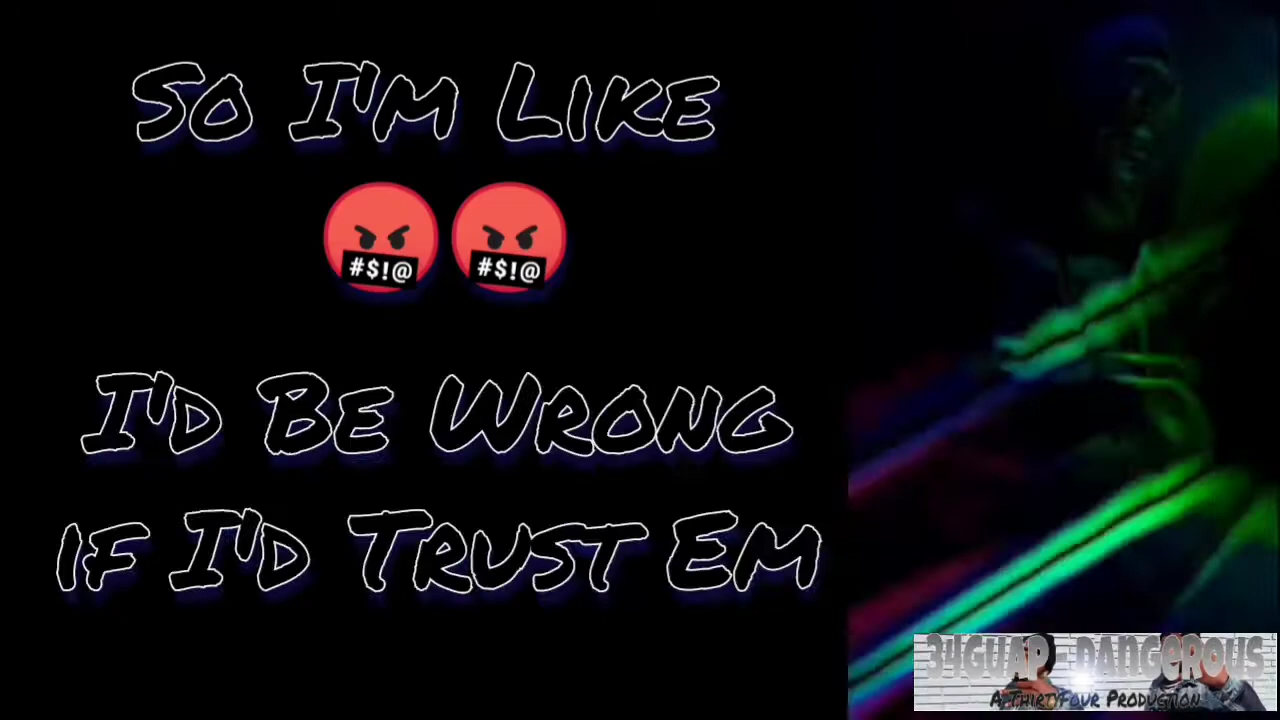 So I'm Like
#$!@ #$!@
I'd Be Wrong
if I'd Trust Em
34GUAP - DANGEROUS
A ThirtyFour Production